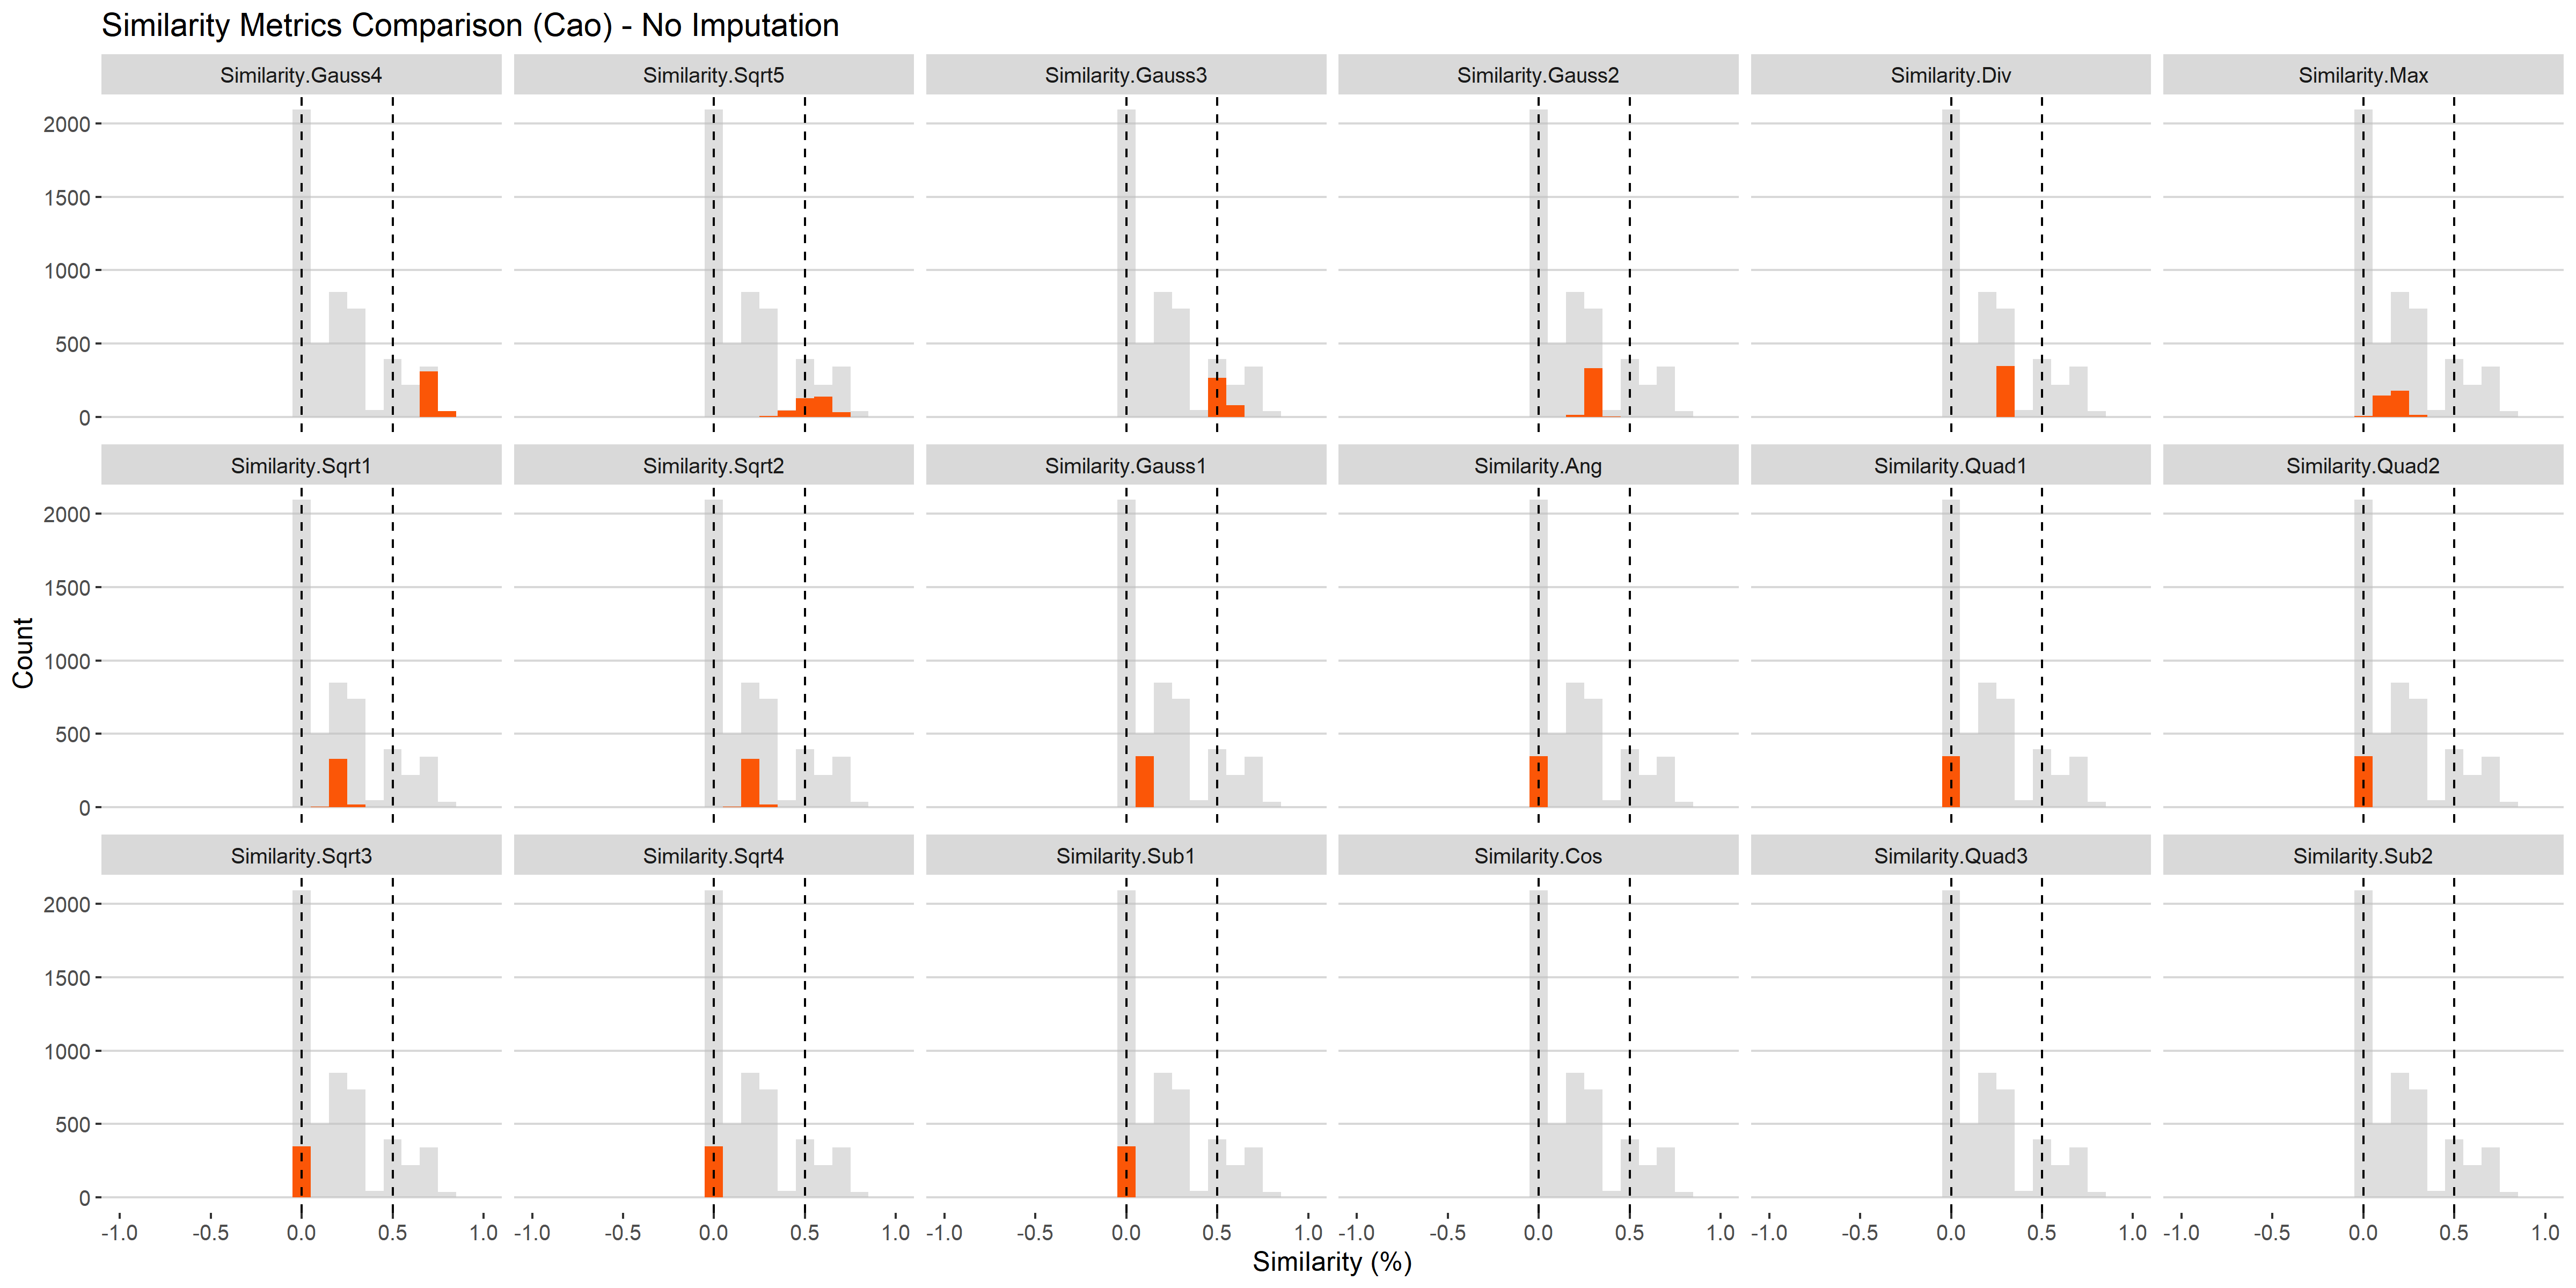 Similarity Metrics Comparison (Cao) - No Imputation
Similarity.Gauss4 Similarity.Sqrt5 Similarity.Gauss3 Similarity.Gauss2 Similarity.Div Similarity.Max
2000
1500
1000
500
0
Similarity.Sqrt1 Similarity.Sqrt2 Similarity.Gauss1 Similarity.Ang Similarity.Quad1 Similarity.Quad2
2000
1500
1000
500
0
Count
Similarity.Sqrt3 Similarity.Sqrt4 Similarity.Sub1 Similarity.Cos Similarity.Quad3 Similarity.Sub2
2000
1500
1000
500
0
-1.0 -0.5 0.0 0.5 1.0 -1.0 -0.5 0.0 0.5 1.0 -1.0 -0.5 0.0 0.5 1.0 -1.0 -0.5 0.0 0.5 1.0 -1.0 -0.5 0.0 0.5 1.0 -1.0 -0.5 0.0 0.5 1.0
Similarity (%)